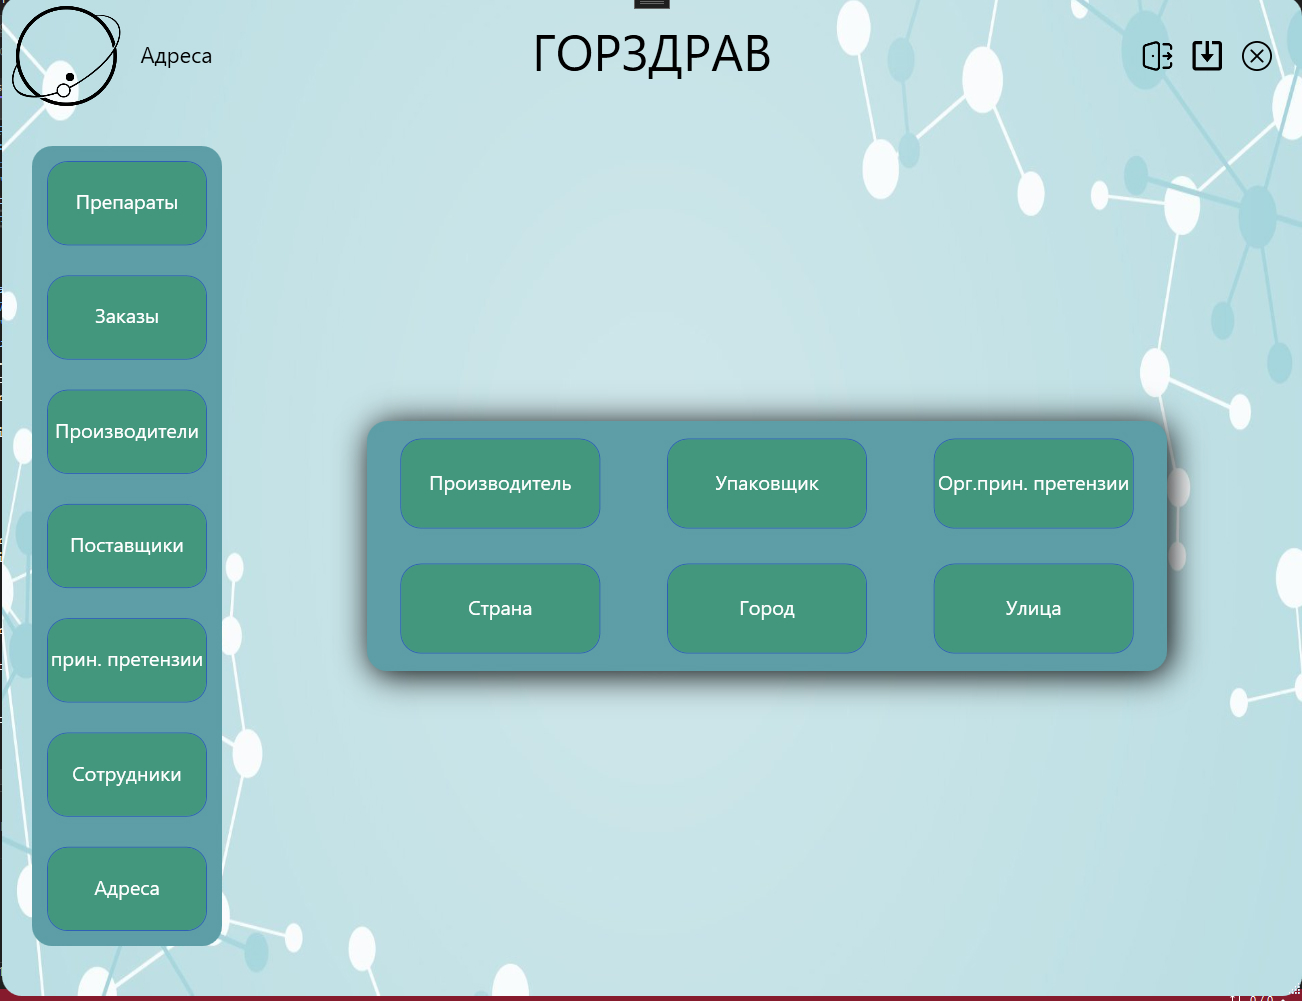 Адреса
ГОРЗДРАВ
Препараты
Заказы
Производители
Поставщики
прин. претензии
Сотрудники
Адреса
Производитель
Упаковщик
Орг.прин. претензии
Страна
Город
Улица